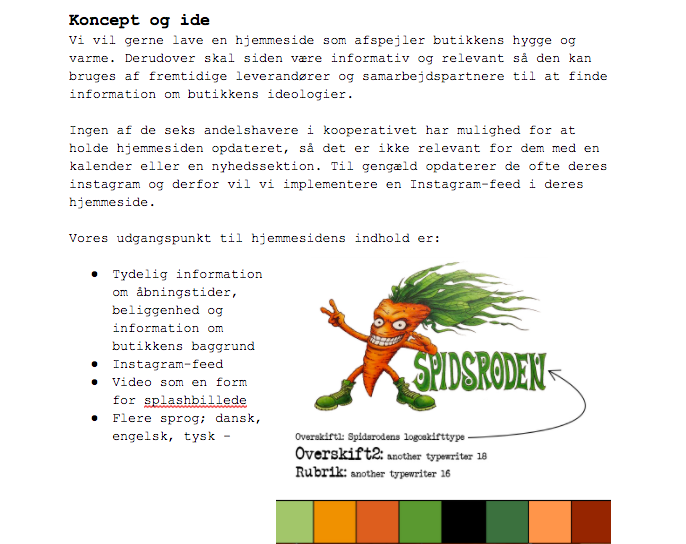 Koncept og ide
Vi vil gerne lave en hjemmeside som afspejler butikkens hygge og
varme. Derudover skal siden være informativ og relevant så den kan
bruges af fremtidige leverandører og samarbejdspartnere til at finde
information om butikkens ideologier.
Ingen af de seks andelshavere i kooperativet har mulighed for at
holde hjemmesiden opdateret, så det er ikke relevant for dem med en
kalender eller en nyhedssektion. Til gengæld opdaterer de ofte deres
instagram og derfor vil vi implementere en Instagram-feed i deres
hjemmeside.
Vores udgangspunkt til hjemmesidens indhold er:
● Tydelig information
om åbningstider,
beliggenhed og
information om
butikkens baggrund
● Instagram-feed
● Video som en form
for splashbillede
● Flere sprog; dansk,
engelsk, tysk -
SPIDSRODEN
Overskift1: Spidsrodens logoskifttype
Overskift2: another typewriter 18
Rubrik: another typewriter 16